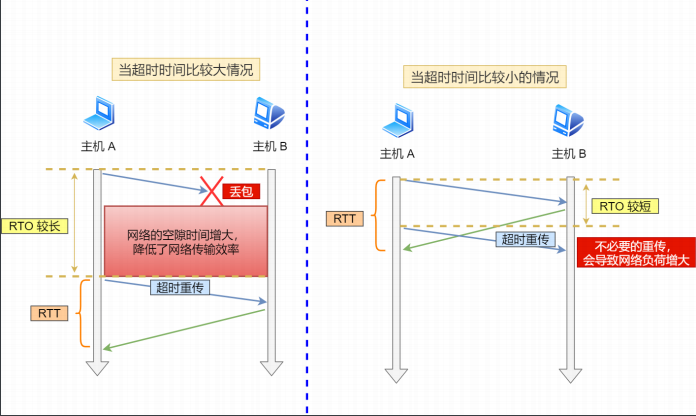 当超时时间比较大情况
主机 A
主机 B
丢包
RTO 较长
网络的空隙时间增大,
降低了网络传输效率
超时重传
RTT
当超时时间比较小的情况
主机 A
主机 B
RTT
RTO 较短
超时重传
不必要的重传,
会导致网络负荷增大